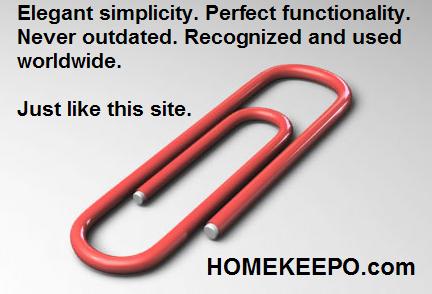 Elegant simplicity. Perfect functionality.
Never outdated. Recognized and used
worldwide.
Just like this site.
HOMEKEEPO.com